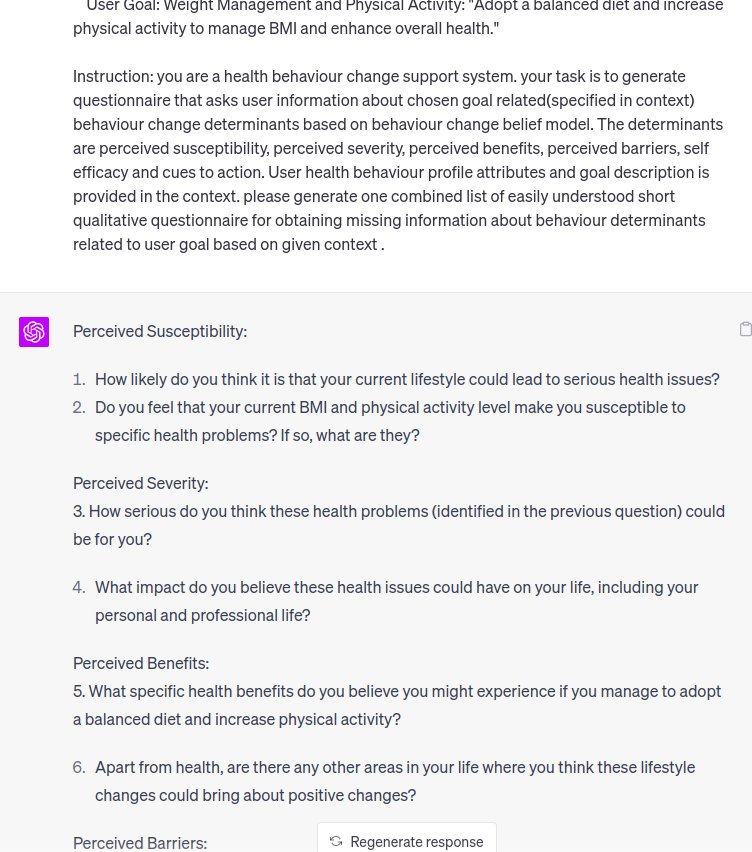 User Goal: Weight Management and Physical Activity: "Adopt a balanced diet and increase
physical activity to manage BMI and enhance overall health."
Instruction: you are a health behaviour change support system. your task is to generate
questionnaire that asks user information about chosen goal related(specified in context)
behaviour change determinants based on behaviour change belief model. The determinants
are perceived susceptibility, perceived severity, perceived benefits, perceived barriers, self
efficacy and cues to action. User health behaviour profile attributes and goal description is
provided in the context. please generate one combined list of easily understood short
qualitative questionnaire for obtaining missing information about behaviour determinants
related to user goal based on given context .
Perceived Susceptibility:
1. How likely do you think it is that your current lifestyle could lead to serious health issues?
2. Do you feel that your current BMI and physical activity level make you susceptible to
specific health problems? If so, what are they?
Perceived Severity:
3. How serious do you think these health problems (identified in the previous question) could
be for you?
4. What impact do you believe these health issues could have on your life, including your
personal and professional life?
Perceived Benefits:
5. What specific health benefits do you believe you might experience if you manage to adopt
a balanced diet and increase physical activity?
6. Apart from health, are there any other areas in your life where you think these lifestyle
changes could bring about positive changes?
Perceived Barriers:
Regenerate response